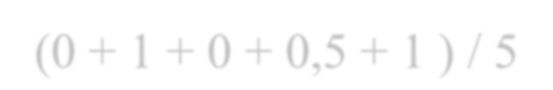 (0 + 1 + 0 + 0,5 + 1 ) / 5